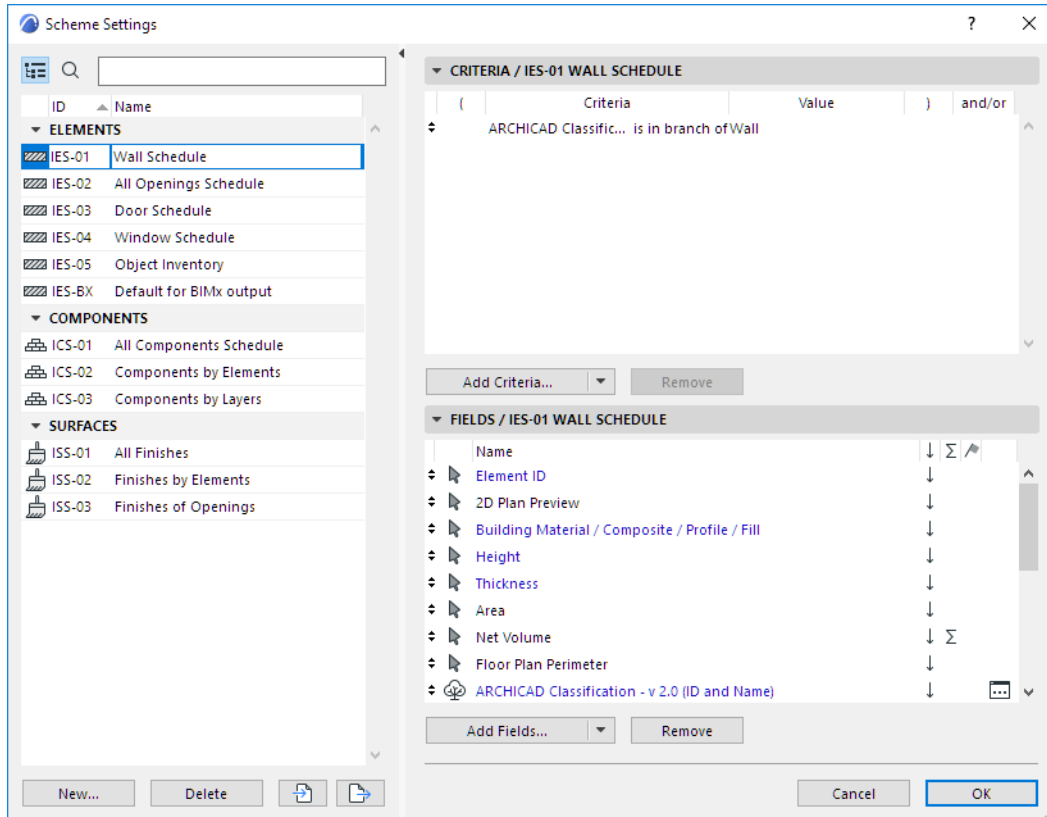 Scheme Settings
?
ID Name
ELEMENTS
IES-01 Wall Schedule
IES-02 All Openings Schedule
IES-03 Door Schedule
IES-04 Window Schedule
IES-05 Object Inventory
IES-BX Default for BIMx output
COMPONENTS
ICS-01 All Components Schedule
ICS-02 Components by Elements
ICS-03 Components by Layers
SURFACES
ISS-01 All Finishes
ISS-02 Finishes by Elements
ISS-03 Finishes of Openings
New... Delete
CRITERIA / IES-01 WALL SCHEDULE
( Criteria Value ) and/or
ARCHICAD Classific... is in branch of Wall
Add Criteria... Remove
FIELDS / IES-01 WALL SCHEDULE
Name ↓ Σ
Element ID ↓
2D Plan Preview ↓
Building Material / Composite / Profile / Fill ↓
Height ↓
Thickness ↓
Area ↓
Net Volume ↓ Σ
Floor Plan Perimeter ↓
ARCHICAD Classification - v 2.0 (ID and Name) ↓
Add Fields... Remove
Cancel OK